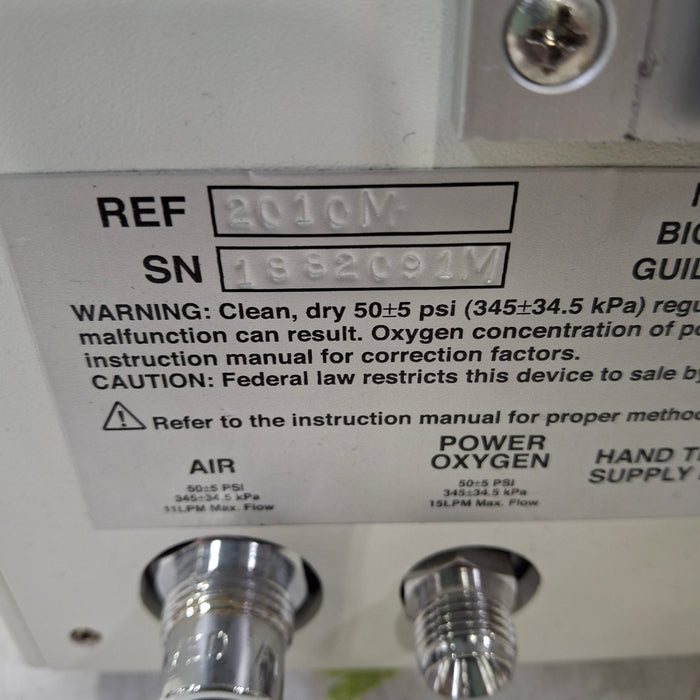 REF 2010M
SN 1882091M
BIO
GUIL
WARNING: Clean, dry 50±5 psi (345±34.5 kPa) regu
malfunction can result. Oxygen concentration of po
instruction manual for correction factors.
CAUTION: Federal law restricts this device to sale by
Refer to the instruction manual for proper method
AIR
50±5 PSI
345±34.5 kPa
11LPM Max. Flow
POWER
OXYGEN
50±5 PSI
345±34.5 kPa
15LPM Max. Flow
HAND T
SUPPLY